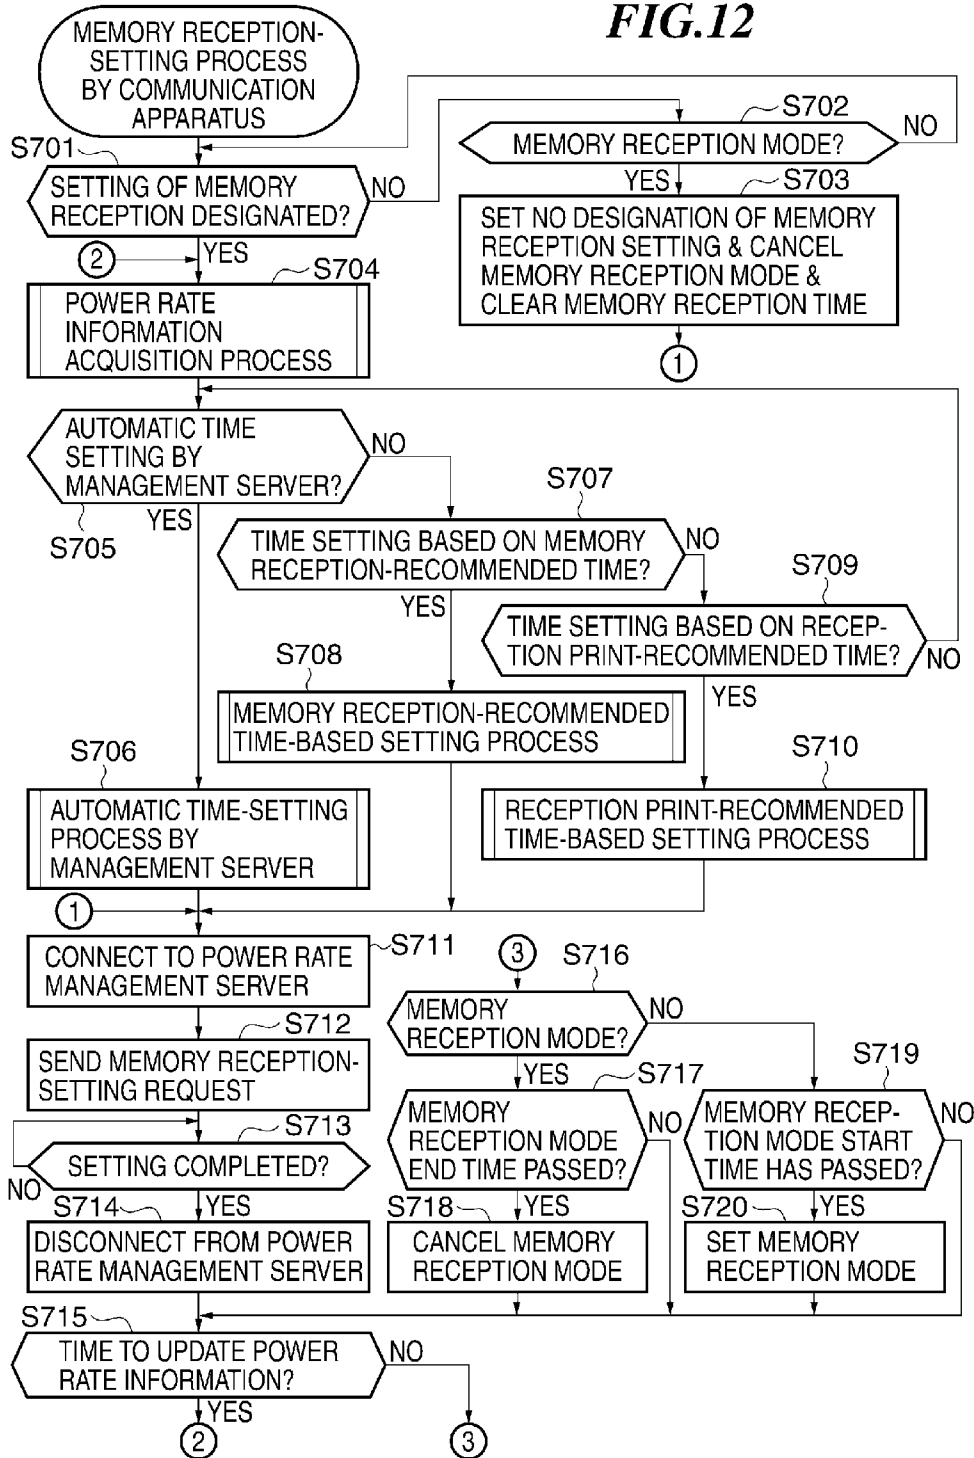 FIG.12
MEMORY RECEPTION-
SETTING PROCESS
BY COMMUNICATION
APPARATUS
S701
SETTING OF MEMORY
RECEPTION DESIGNATED?
NO
YES
S702
MEMORY RECEPTION MODE?
NO
YES
S703
SET NO DESIGNATION OF MEMORY
RECEPTION SETTING & CANCEL
MEMORY RECEPTION MODE &
CLEAR MEMORY RECEPTION TIME
1
2
S704
POWER RATE
INFORMATION
ACQUISITION PROCESS
AUTOMATIC TIME
SETTING BY
MANAGEMENT SERVER?
NO
YES
S705
S707
TIME SETTING BASED ON MEMORY
RECEPTION-RECOMMENDED TIME?
NO
YES
S709
TIME SETTING BASED ON RECEP-
TION PRINT-RECOMMENDED TIME?
NO
YES
S708
MEMORY RECEPTION-RECOMMENDED
TIME-BASED SETTING PROCESS
S706
AUTOMATIC TIME-SETTING
PROCESS BY
MANAGEMENT SERVER
S710
RECEPTION PRINT-RECOMMENDED
TIME-BASED SETTING PROCESS
1
S711
CONNECT TO POWER RATE
MANAGEMENT SERVER
S712
SEND MEMORY RECEPTION-
SETTING REQUEST
S713
SETTING COMPLETED?
NO
YES
S714
DISCONNECT FROM POWER
RATE MANAGEMENT SERVER
3
S716
MEMORY
RECEPTION MODE?
NO
YES
S717
MEMORY
RECEPTION MODE
END TIME PASSED?
NO
YES
S718
CANCEL MEMORY
RECEPTION MODE
S719
MEMORY RECEP-
TION MODE START
TIME HAS PASSED?
NO
YES
S720
SET MEMORY
RECEPTION MODE
S715
TIME TO UPDATE POWER
RATE INFORMATION?
NO
YES
2
3